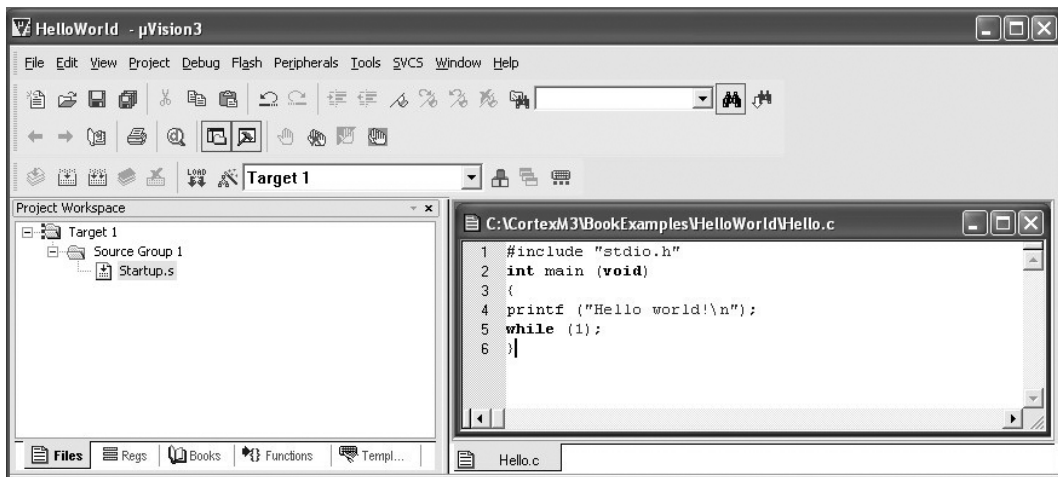 HelloWorld - µVision3
File Edit View Project Debug Flash Peripherals Tools SVCS Window Help
LOAD
Target 1
Project Workspace
Target 1
Source Group 1
Startup.s
Files Regs Books Functions Templ...
C:\CortexM3\BookExamples\HelloWorld\Hello.c
1 #include "stdio.h"
2 int main (void)
3 {
4 printf ("Hello world!\n");
5 while (1);
6 }
Hello.c